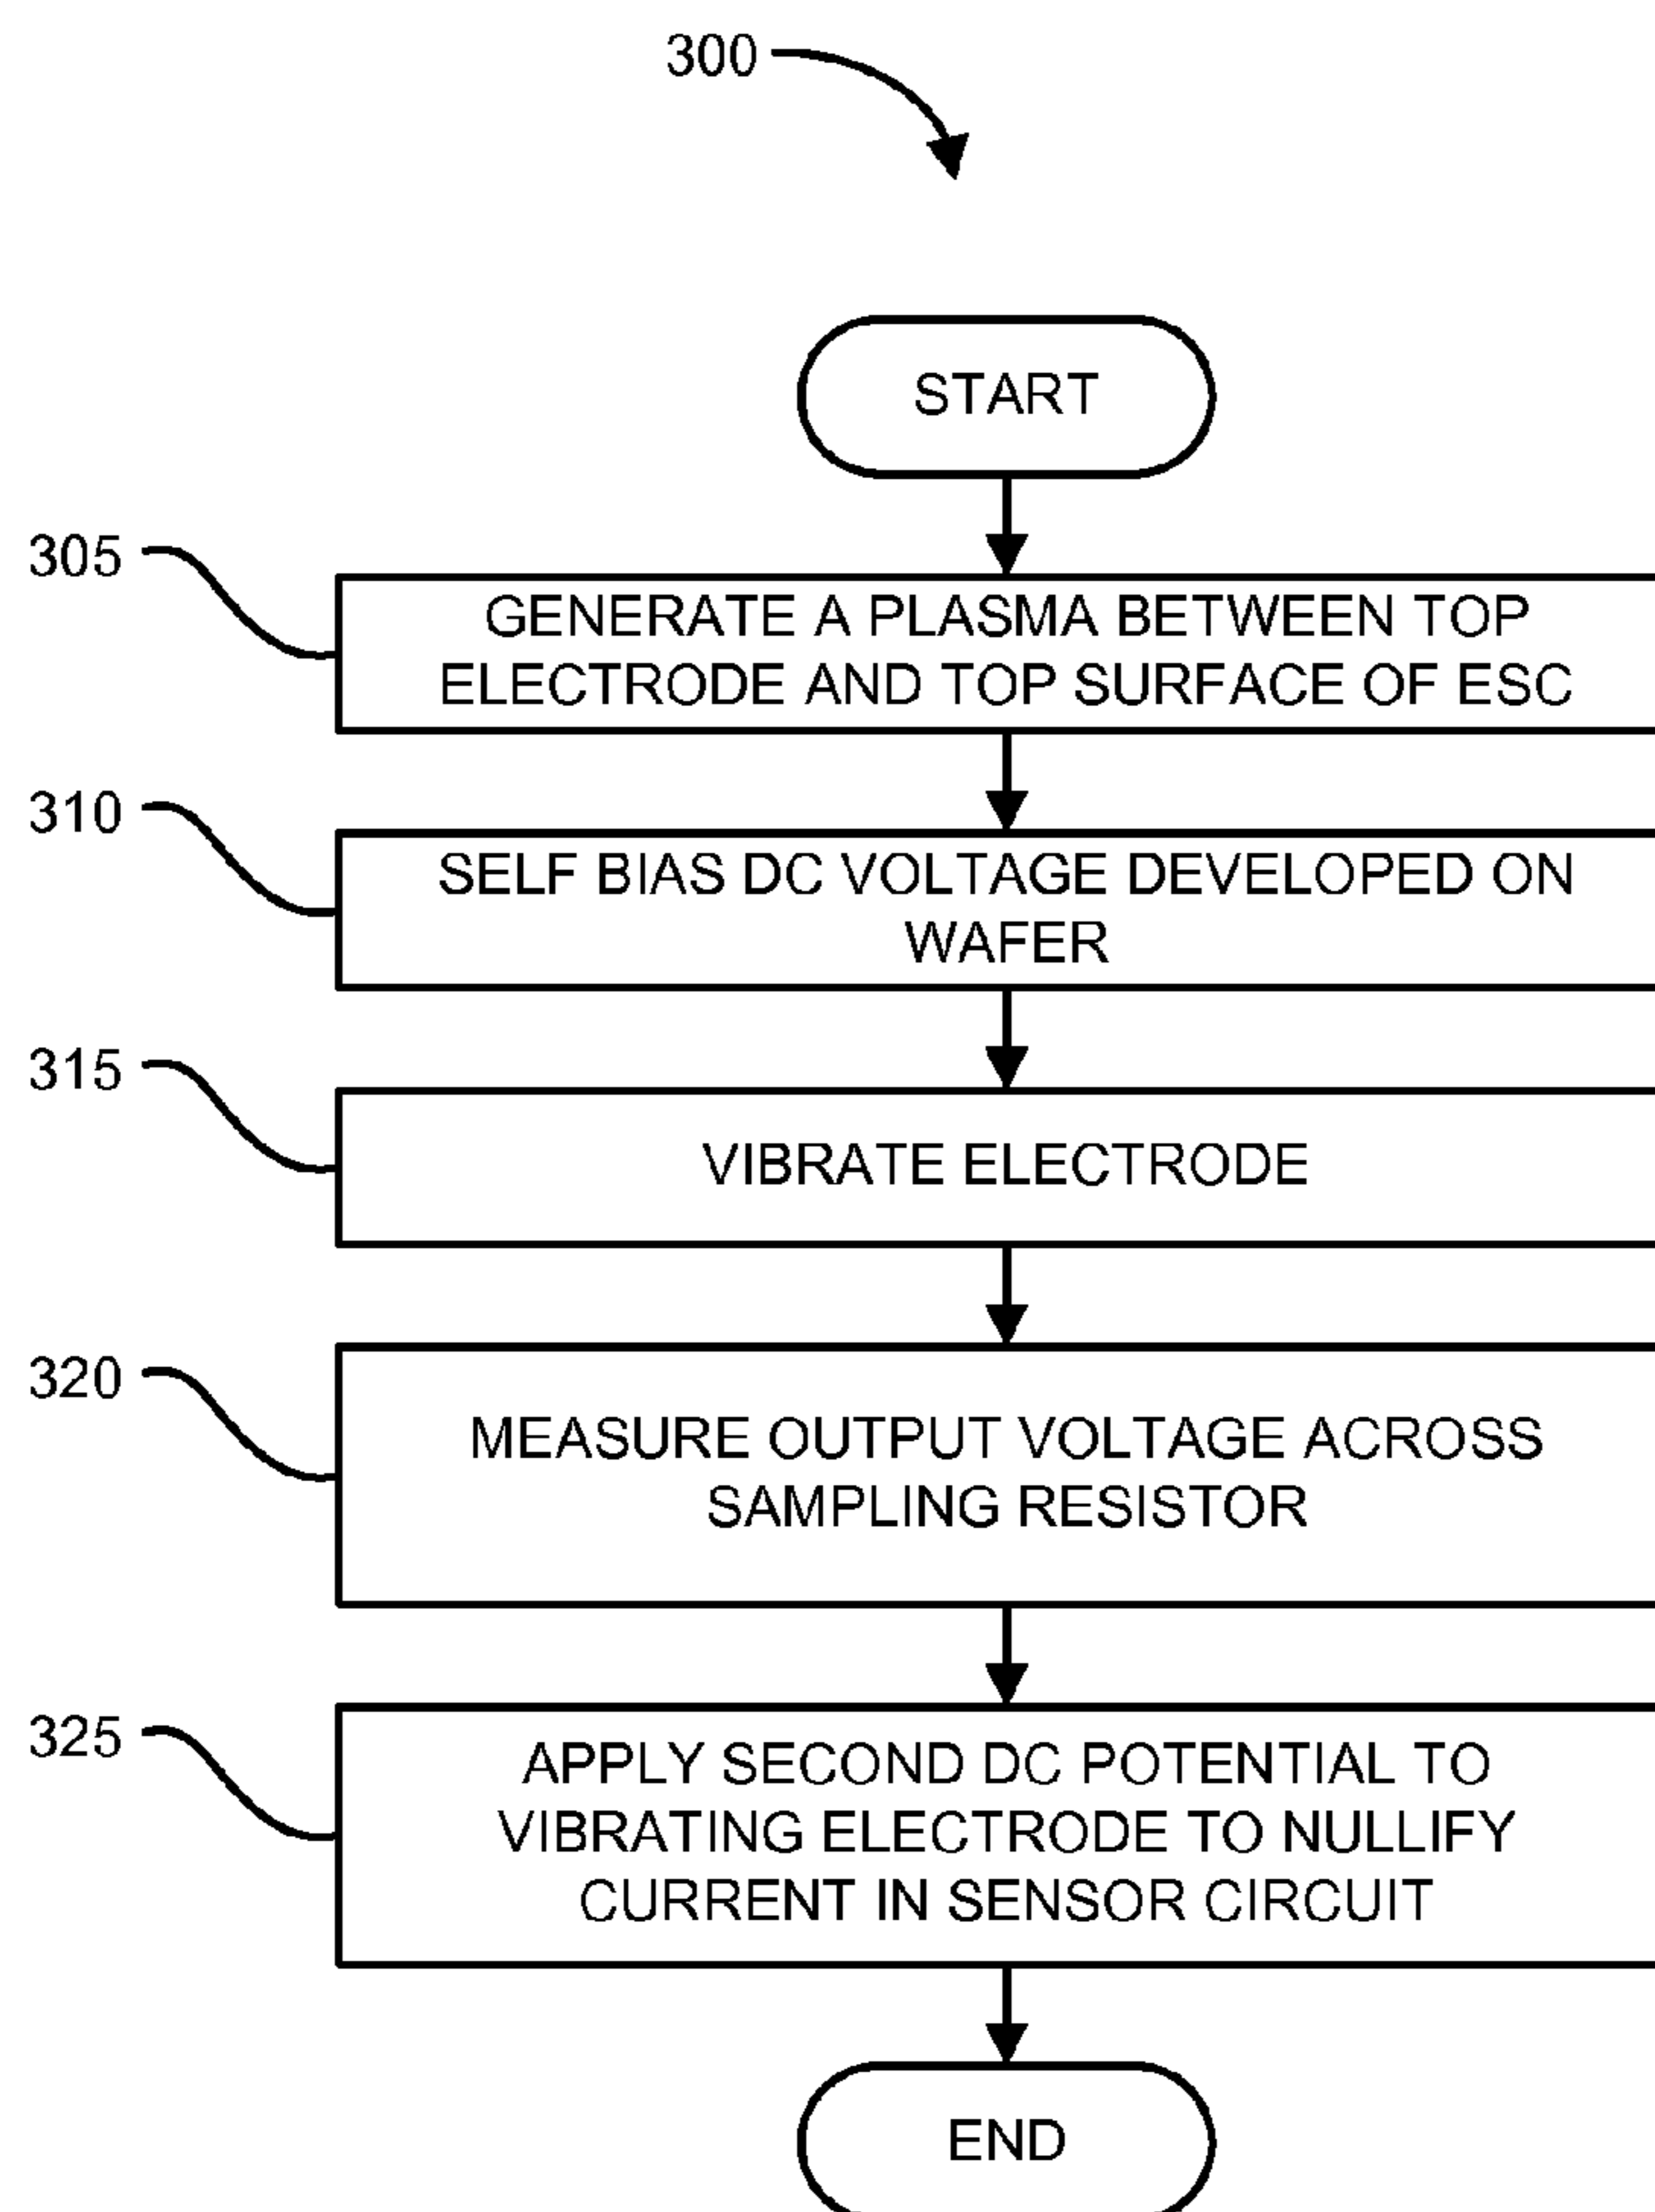 300
START
305
GENERATE A PLASMA BETWEEN TOP
ELECTRODE AND TOP SURFACE OF ESC
310
SELF BIAS DC VOLTAGE DEVELOPED ON
WAFER
315
VIBRATE ELECTRODE
320
MEASURE OUTPUT VOLTAGE ACROSS
SAMPLING RESISTOR
325
APPLY SECOND DC POTENTIAL TO
VIBRATING ELECTRODE TO NULLIFY
CURRENT IN SENSOR CIRCUIT
END